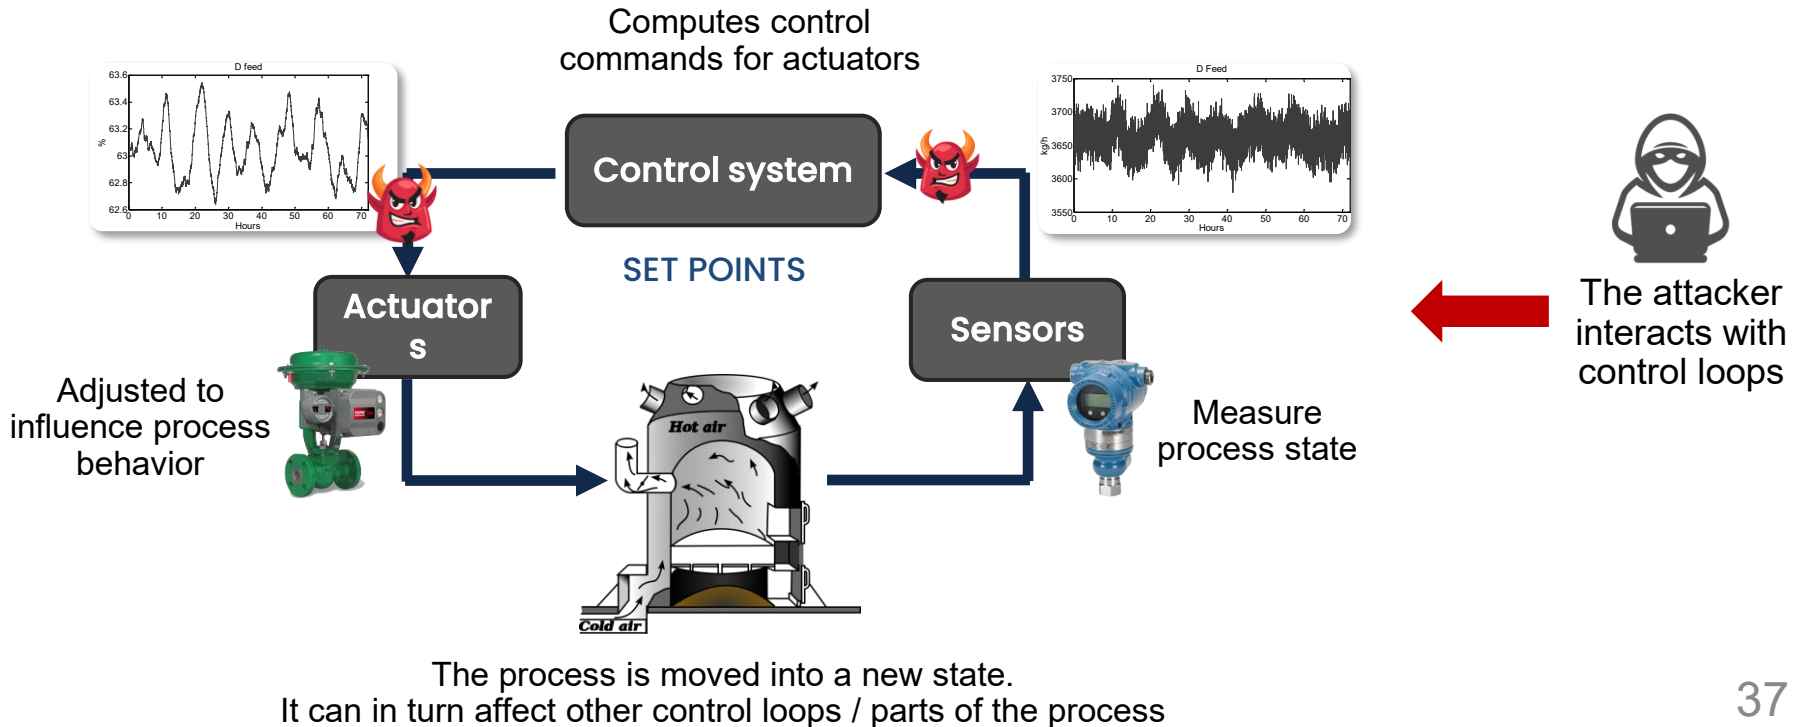 Computes control
commands for actuators
D feed
63.6
63.4
63.2
63
62.8
62.6
%
0 10 20 30 40 50 60 70
Hours
Control system
D Feed
3750
3700
3650
3600
3550
kg/h
0 10 20 30 40 50 60 70
Hours
SET POINTS
Actuator
s
Sensors
The attacker
interacts with
control loops
Adjusted to
influence process
behavior
Hot air
Cold air
Measure
process state
The process is moved into a new state.
It can in turn affect other control loops / parts of the process
37